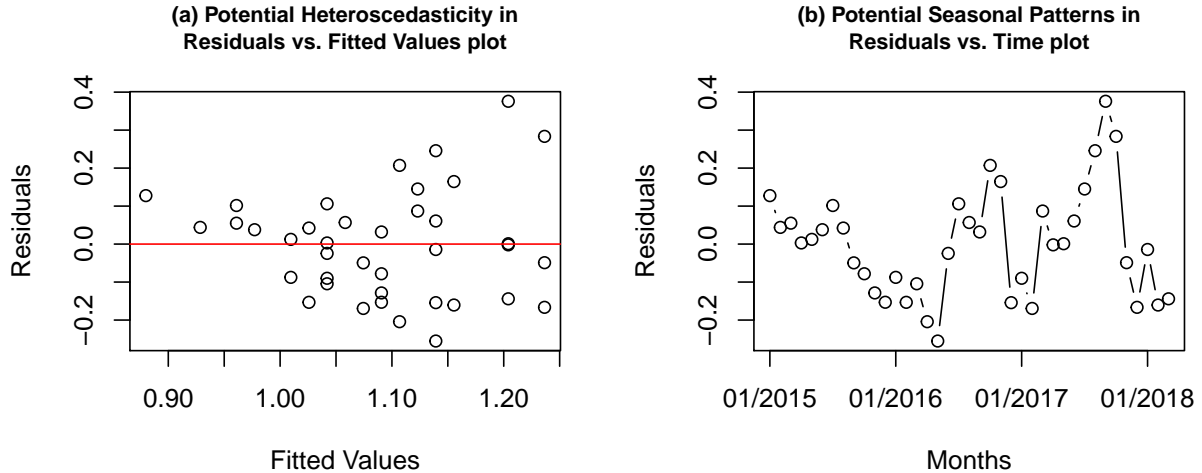 (a) Potential Heteroscedasticity in
Residuals vs. Fitted Values plot
Residuals
0.4
0.2
0.0
−0.2
0.90 1.00 1.10 1.20
Fitted Values
(b) Potential Seasonal Patterns in
Residuals vs. Time plot
Residuals
0.4
0.2
0.0
−0.2
01/2015 01/2016 01/2017 01/2018
Months